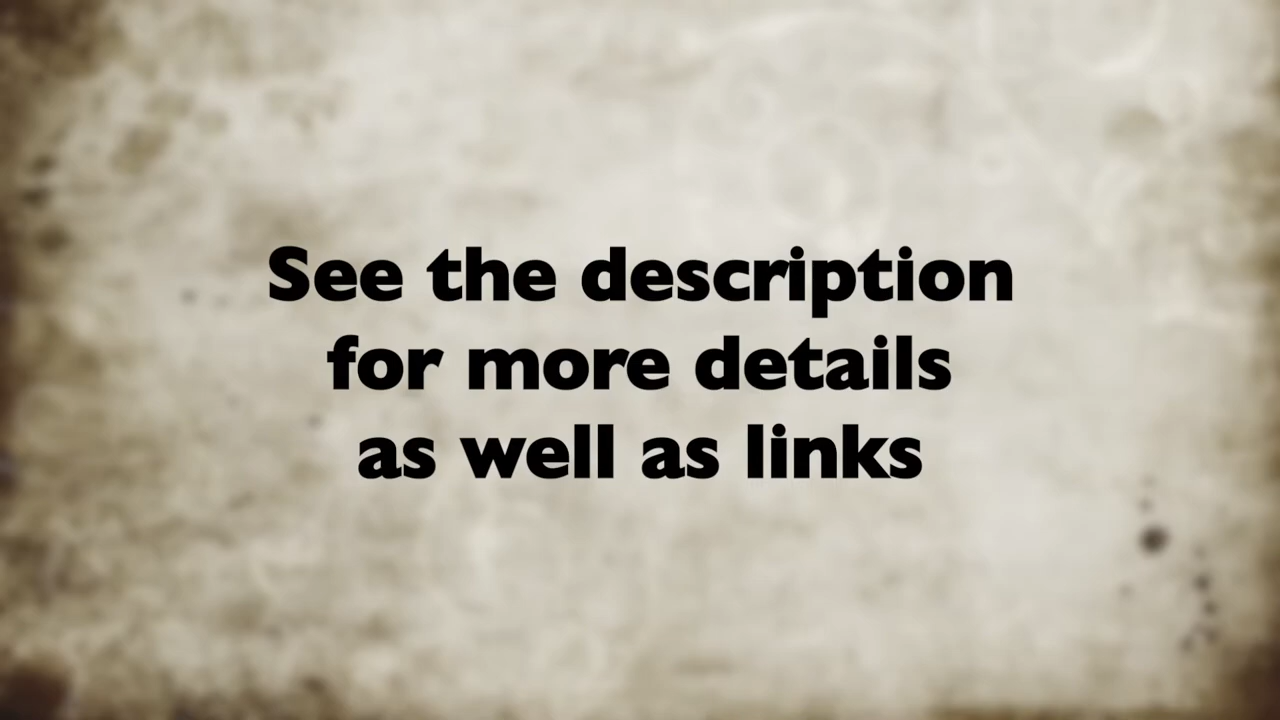 See the description
for more details
as well as links